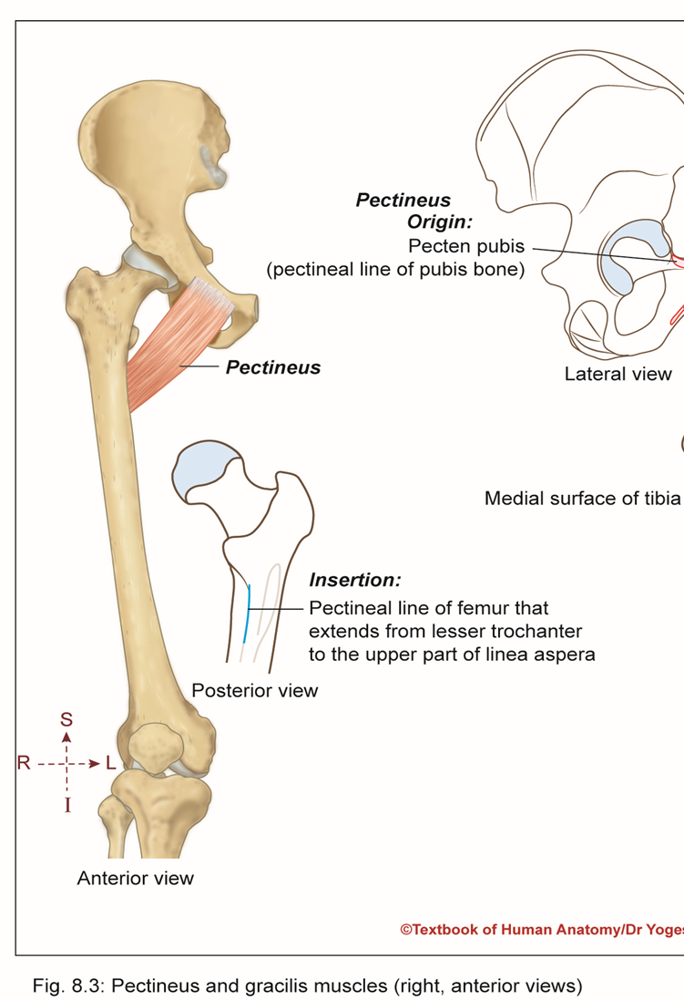 Pectineus
Origin:
Pecten pubis
(pectineal line of pubis bone)
Lateral view
Pectineus
Medial surface of tibia
Insertion:
Pectineal line of femur that
extends from lesser trochanter
to the upper part of linea aspera
Posterior view
S
R
L
I
Anterior view
©Textbook of Human Anatomy/Dr
Fig. 8.3: Pectineus and gracilis muscles (right, anterior views)